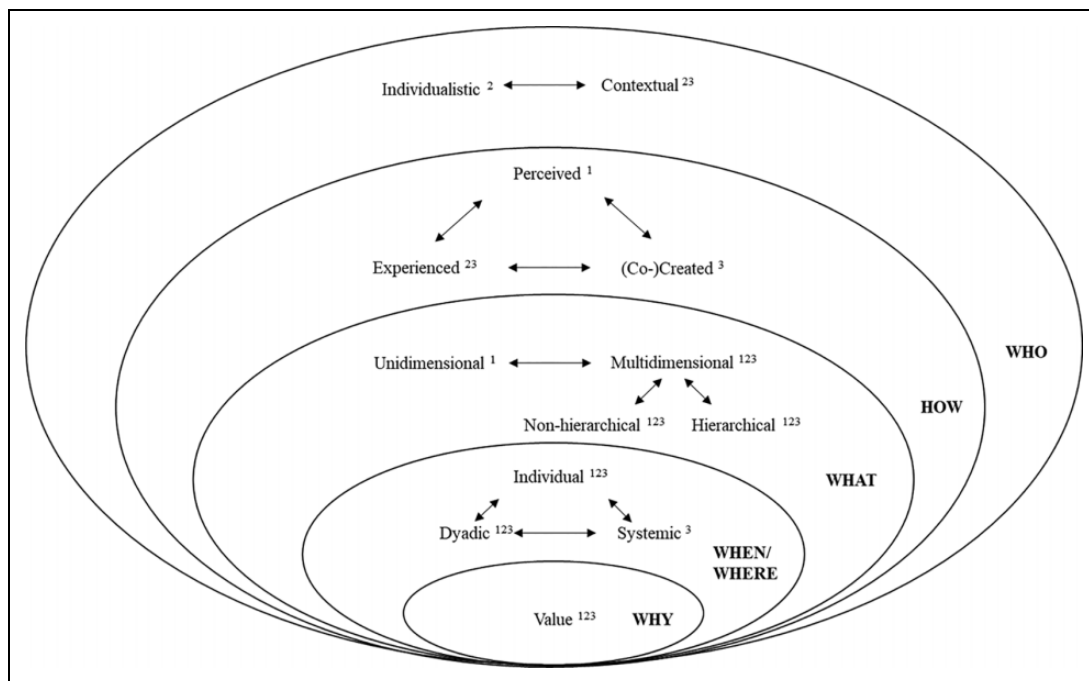 Individualistic ² Contextual ²³
Perceived ¹
Experienced ²³ (Co-)Created ³
WHO
Unidimensional ¹ Multidimensional ¹²³
HOW
Non-hierarchical ¹²³ Hierarchical ¹²³
Individual ¹²³ WHAT
Dyadic ¹²³ Systemic ³
WHEN/
WHERE
Value ¹²³ WHY